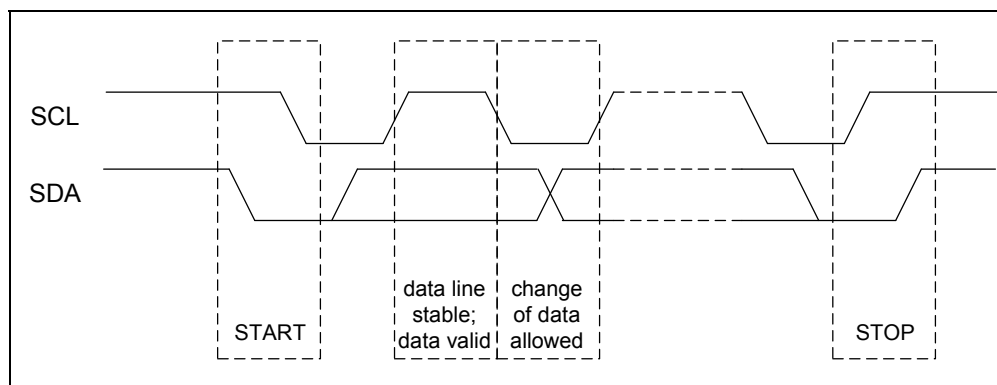 SCL
SDA
START
data line
stable;
data valid
change
of data
allowed
STOP